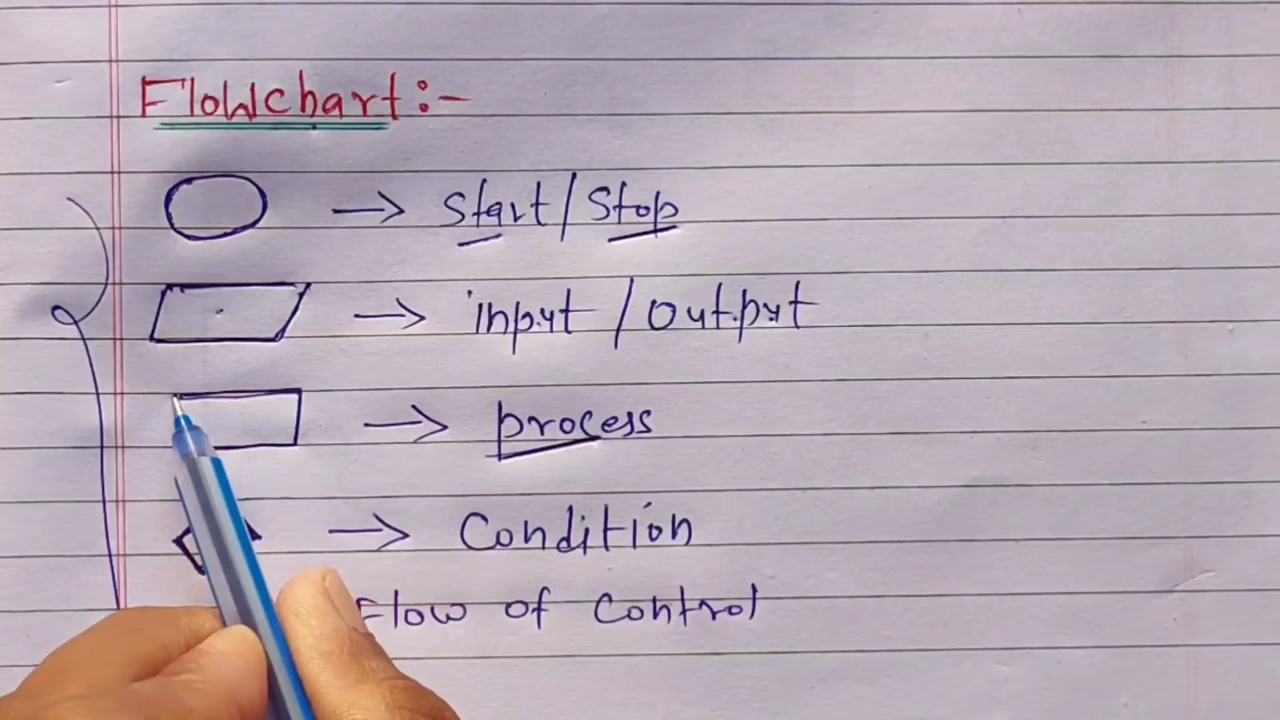 Flowchart:-
→ Start/Stop
→ input/output
→ process
→ Condition
Flow of Control